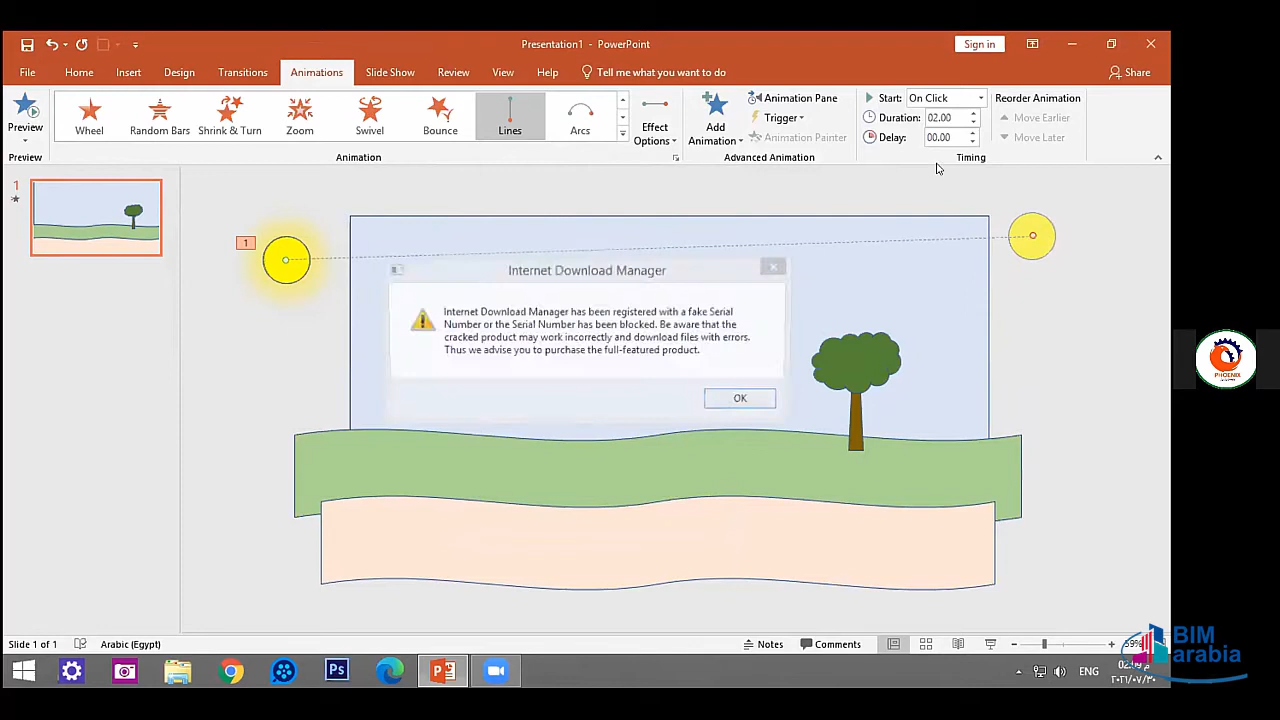 Presentation1 - PowerPoint
Sign in
File Home Insert Design Transitions Animations Slide Show Review View Help Tell me what you want to do Share
Preview
Wheel Random Bars Shrink & Turn Zoom Swivel Bounce Lines Arcs
Effect Options
Add Animation
Animation Pane
Trigger
Animation Painter
Start: On Click
Duration: 02.00
Delay: 00.00
Reorder Animation
Move Earlier
Move Later
Preview Animation Advanced Animation Timing
1
1
Internet Download Manager
Internet Download Manager has been registered with a fake Serial
Number or the Serial Number has been blocked. Be aware that the
cracked product may work incorrectly and download files with errors.
Thus we advise you to purchase the full-featured product.
OK
PHOENIX
Slide 1 of 1 Arabic (Egypt) Notes Comments
BIM
arabia
Ps
ENG
٢٠٢١/٠٧/٣٠